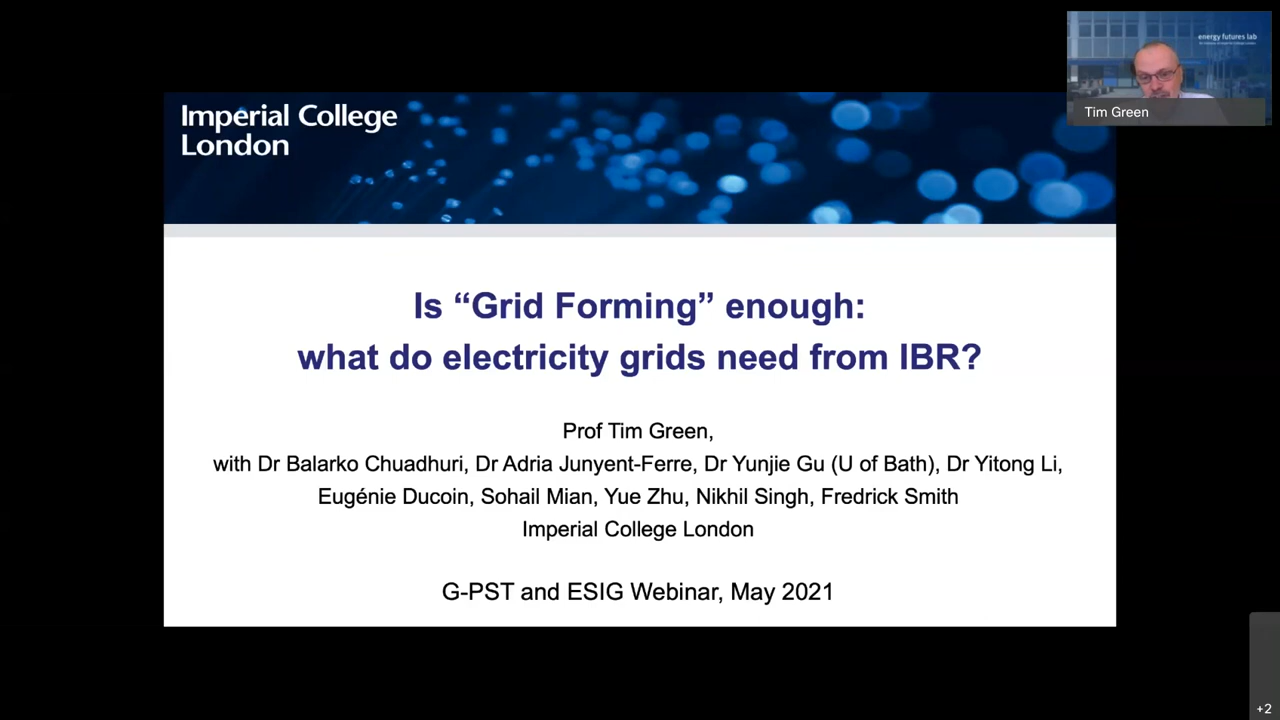 energy futures lab
Tim Green
Imperial College
London
Is “Grid Forming” enough:
what do electricity grids need from IBR?
Prof Tim Green,
with Dr Balarko Chuadhuri, Dr Adria Junyent-Ferre, Dr Yunjie Gu (U of Bath), Dr Yitong Li,
Eugénie Ducoin, Sohail Mian, Yue Zhu, Nikhil Singh, Fredrick Smith
Imperial College London
G-PST and ESIG Webinar, May 2021
+2